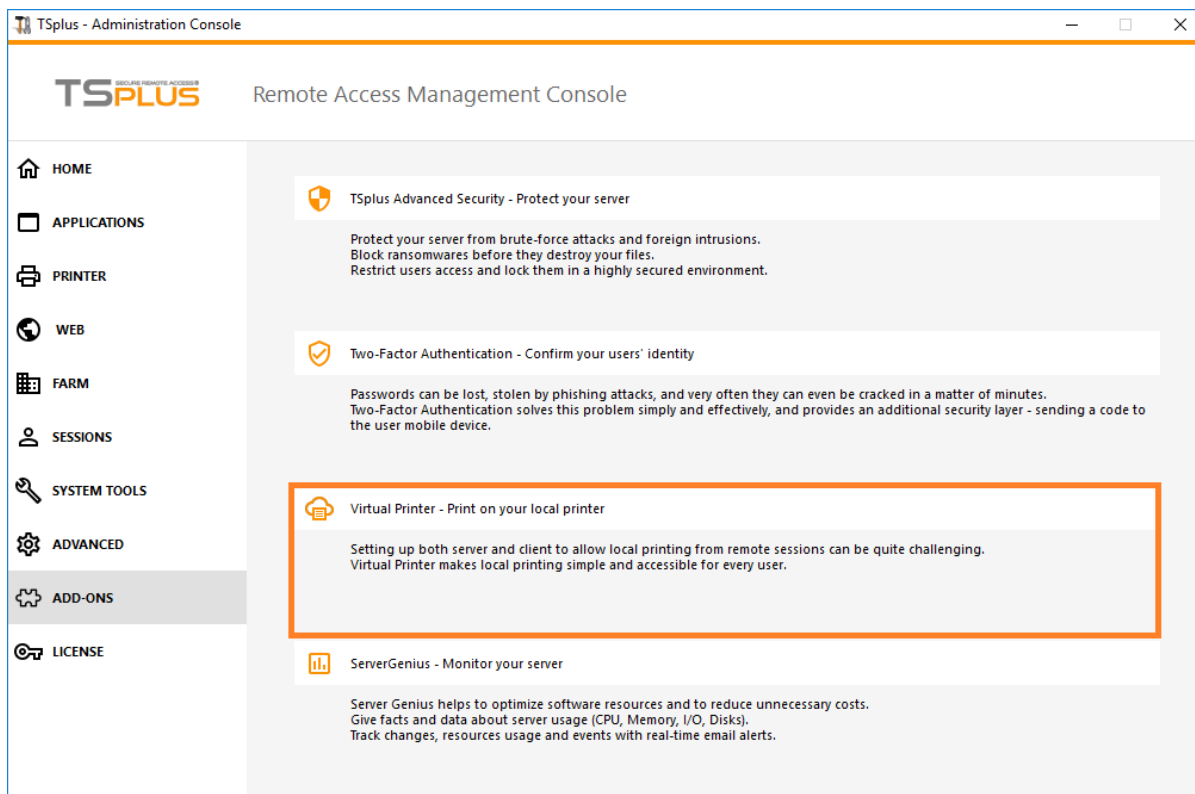 TSplus - Administration Console
TSPLUS SECURE REMOTE ACCESS®
Remote Access Management Console
HOME
APPLICATIONS
PRINTER
WEB
FARM
SESSIONS
SYSTEM TOOLS
ADVANCED
ADD-ONS
LICENSE
TSplus Advanced Security - Protect your server
Protect your server from brute-force attacks and foreign intrusions.
Block ransomwares before they destroy your files.
Restrict users access and lock them in a highly secured environment.
Two-Factor Authentication - Confirm your users' identity
Passwords can be lost, stolen by phishing attacks, and very often they can even be cracked in a matter of minutes.
Two-Factor Authentication solves this problem simply and effectively, and provides an additional security layer - sending a code to
the user mobile device.
Virtual Printer - Print on your local printer
Setting up both server and client to allow local printing from remote sessions can be quite challenging.
Virtual Printer makes local printing simple and accessible for every user.
ServerGenius - Monitor your server
Server Genius helps to optimize software resources and to reduce unnecessary costs.
Give facts and data about server usage (CPU, Memory, I/O, Disks).
Track changes, resources usage and events with real-time email alerts.